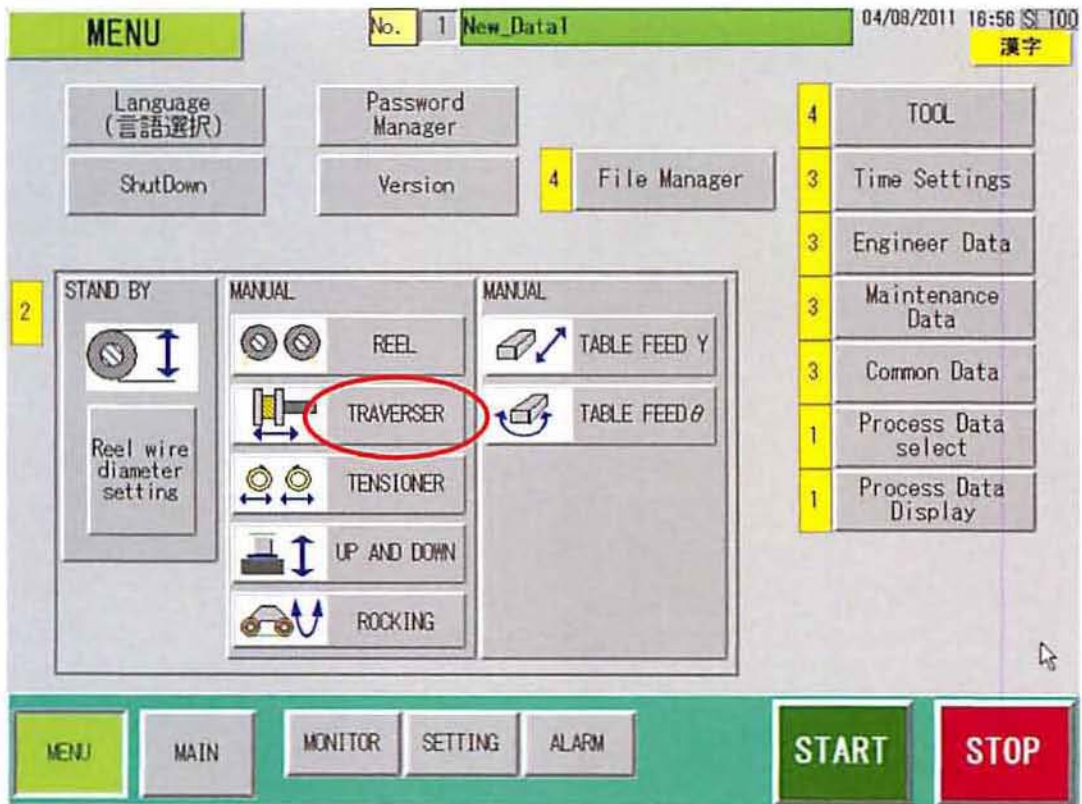 MENU
No. 1 New_Data1
04/08/2011 16:56 S 100
漢字
Language
(言語選択)
Password
Manager
ShutDown
Version
4 File Manager
4 TOOL
3 Time Settings
3 Engineer Data
3 Maintenance
Data
3 Common Data
1 Process Data
select
1 Process Data
Display
2
STAND BY
Reel wire
diameter
setting
MANUAL
REEL
TRAVERSER
TENSIONER
UP AND DOWN
ROCKING
MANUAL
TABLE FEED Y
TABLE FEED θ
MENU
MAIN
MONITOR
SETTING
ALARM
START
STOP